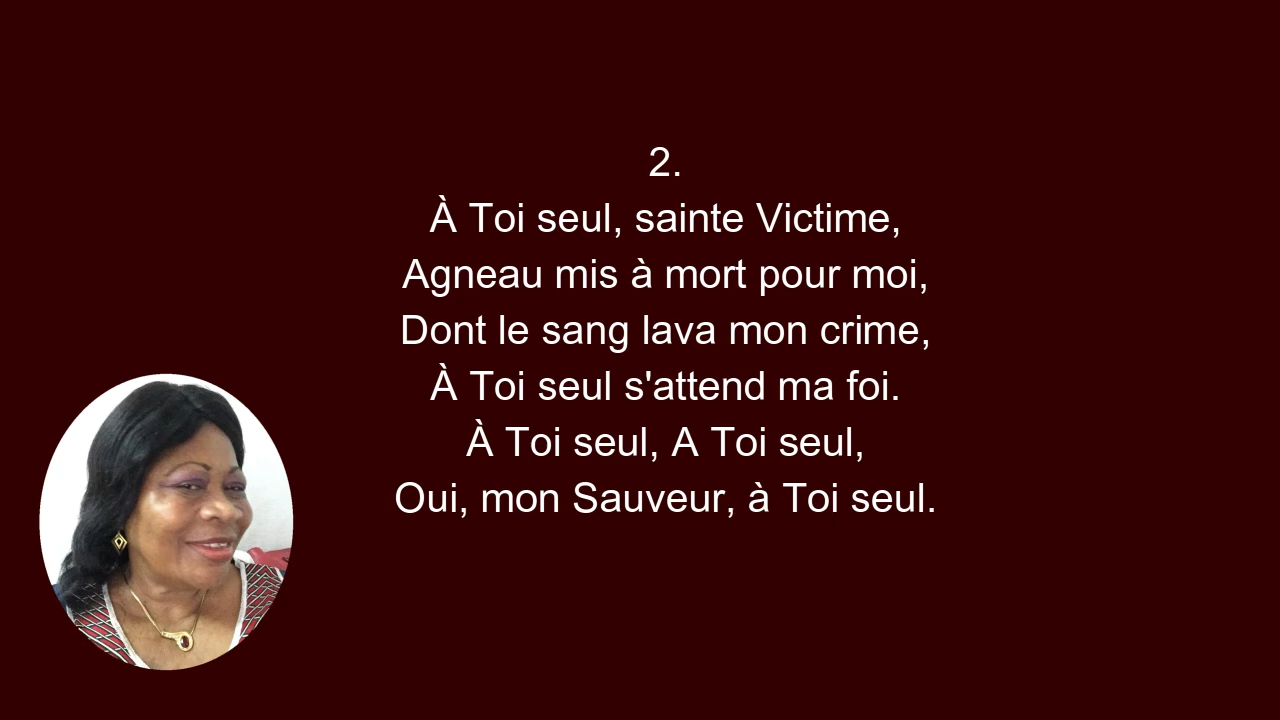 2.
À Toi seul, sainte Victime,
Agneau mis à mort pour moi,
Dont le sang lava mon crime,
À Toi seul s'attend ma foi.
À Toi seul, A Toi seul,
Oui, mon Sauveur, à Toi seul.